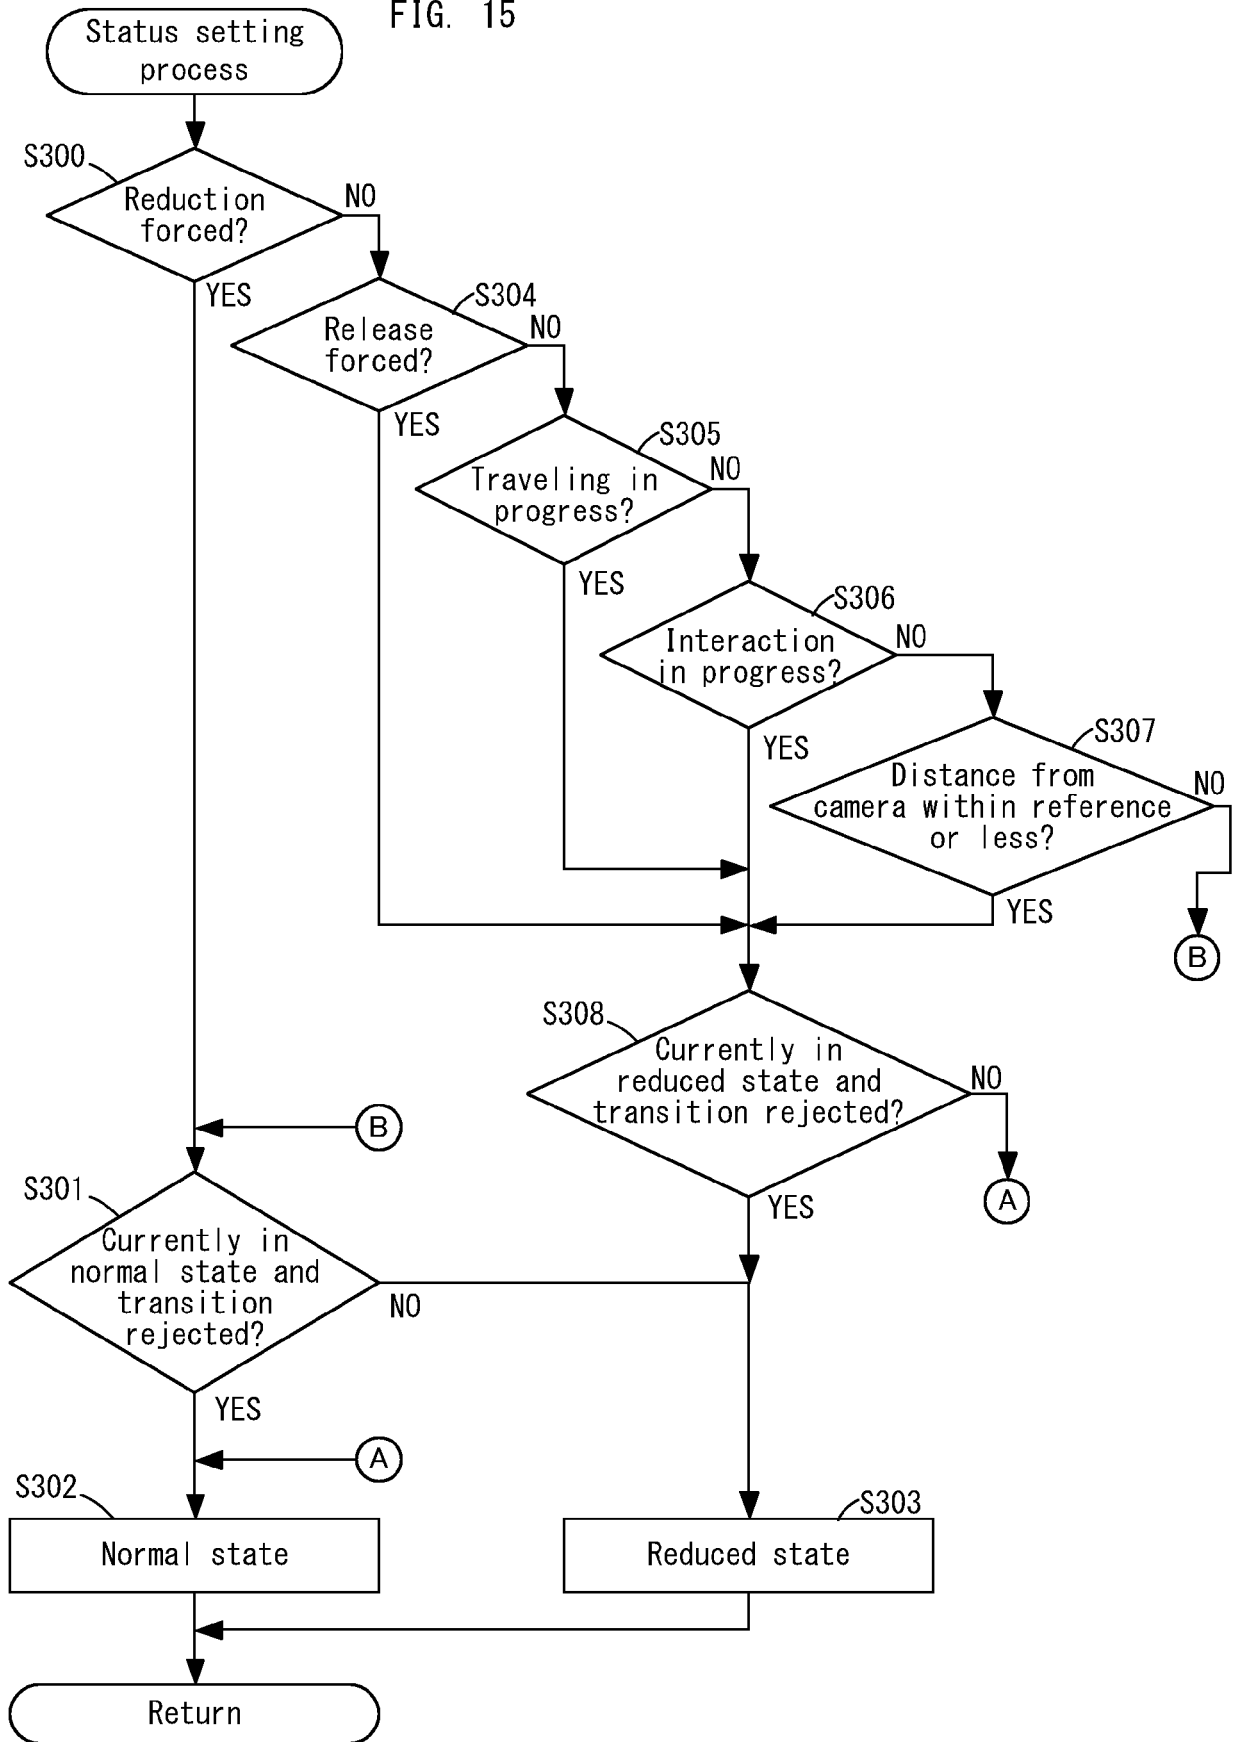 FIG. 15
Status setting
process
S300
Reduction
forced?
NO
YES
S304
Release
forced?
NO
YES
S305
Traveling in
progress?
NO
YES
S306
Interaction
in progress?
NO
YES
S307
Distance from
camera within reference
or less?
NO
YES
B
S308
Currently in
reduced state and
transition rejected?
NO
YES
A
B
S301
Currently in
normal state and
transition
rejected?
NO
YES
A
S302
Normal state
S303
Reduced state
Return